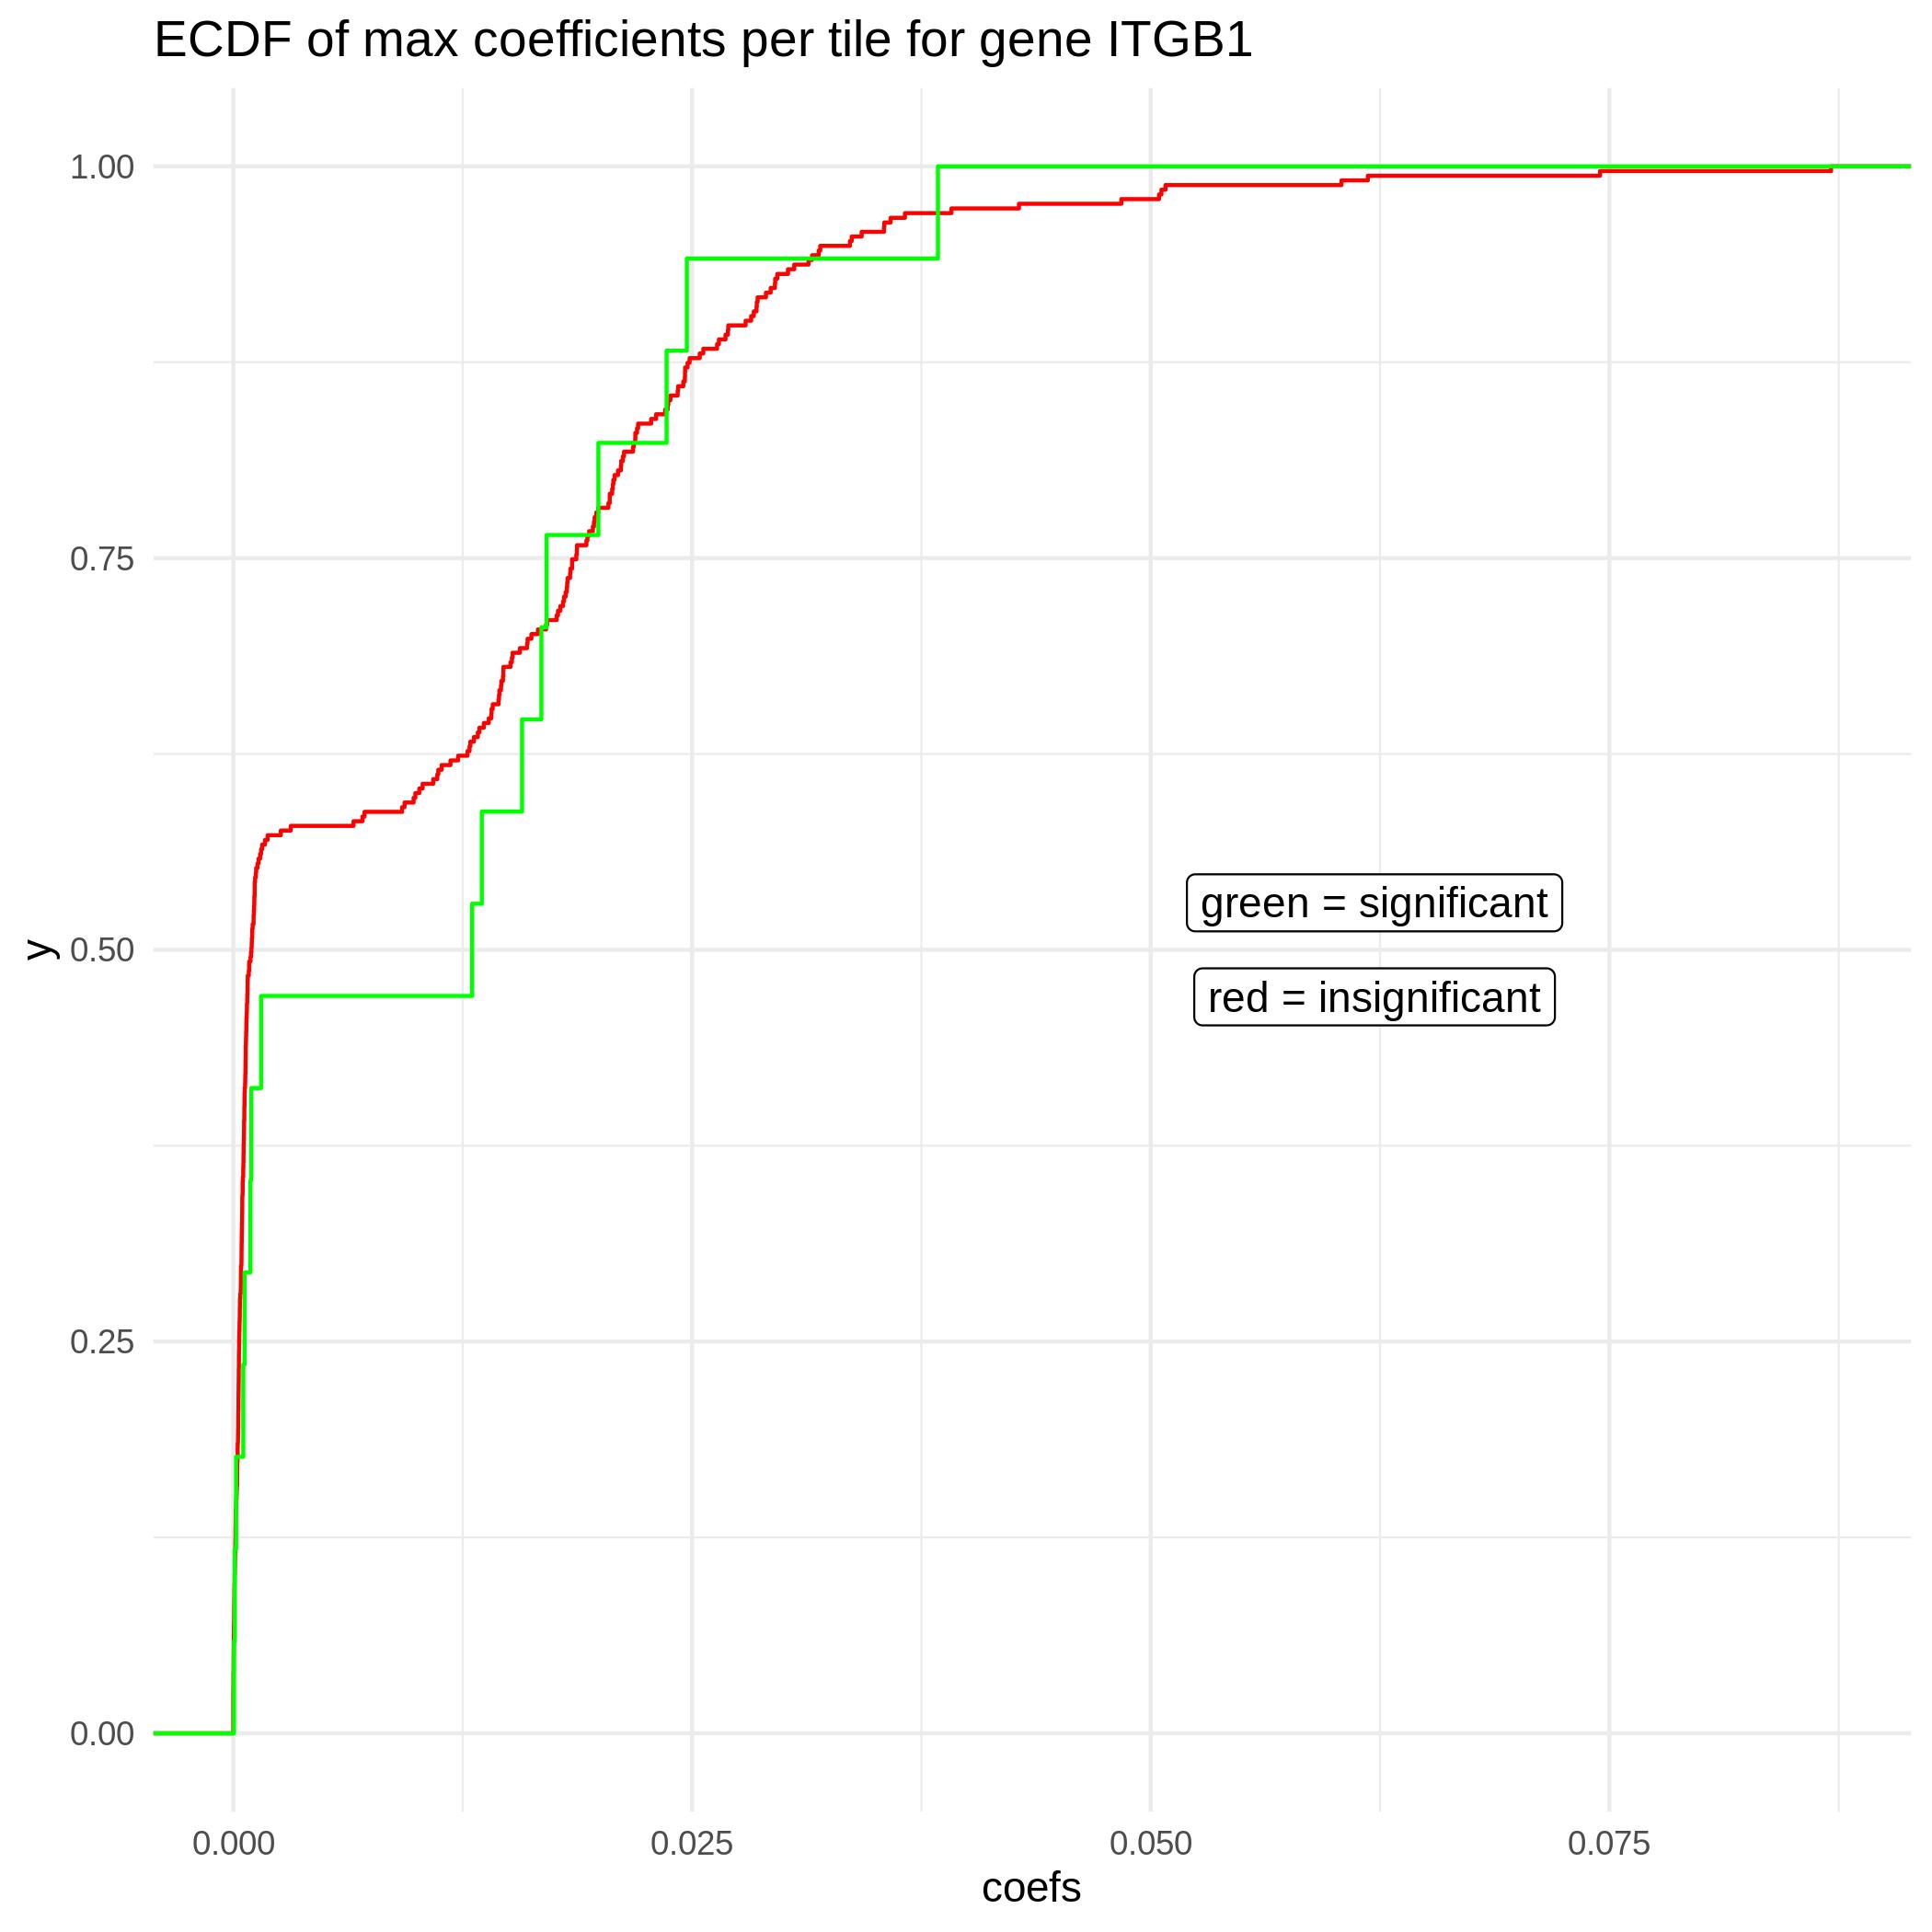 ECDF of max coefficients per tile for gene ITGB1
1.00
0.75
0.50
0.25
0.00
y
green = significant
red = insignificant
0.000 0.025 0.050 0.075
coefs